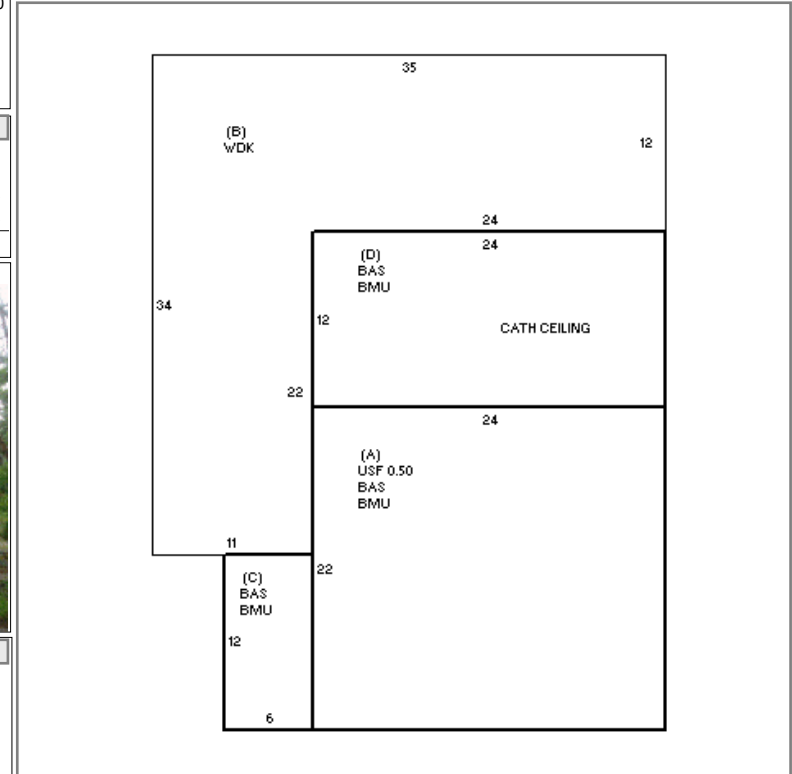 35
(B)
WDK
12
24
24
(D)
BAS
BMU
34
12
CATH CEILING
22
24
(A)
USF 0.50
BAS
BMU
11
22
(C)
BAS
BMU
12
6